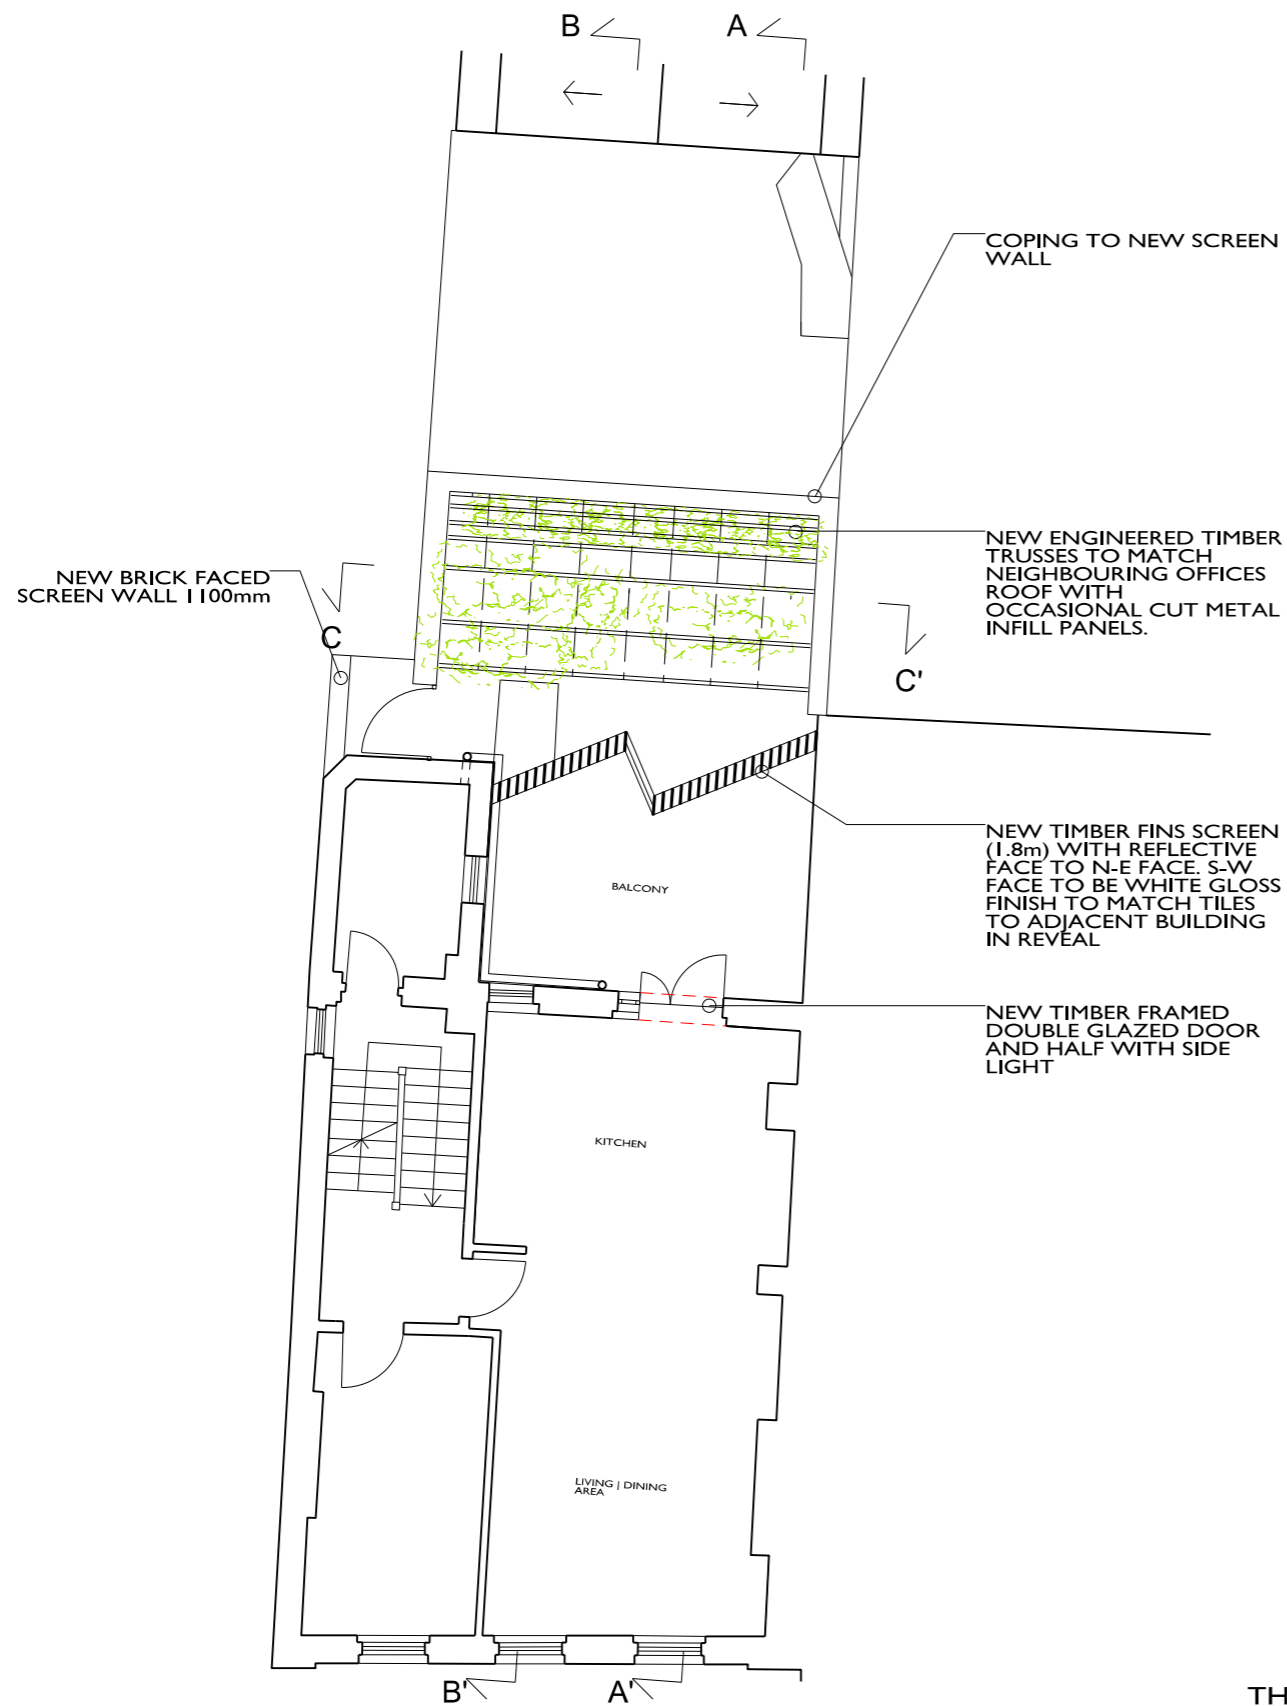 B
A
COPING TO NEW SCREEN
WALL
NEW ENGINEERED TIMBER
TRUSSES TO MATCH
NEIGHBOURING OFFICES
ROOF WITH
OCCASIONAL CUT METAL
INFILL PANELS.
NEW BRICK FACED
SCREEN WALL 1100mm
C
C'
NEW TIMBER FINS SCREEN
(1.8m) WITH REFLECTIVE
FACE TO N-E FACE. S-W
FACE TO BE WHITE GLOSS
FINISH TO MATCH TILES
TO ADJACENT BUILDING
IN REVEAL
BALCONY
NEW TIMBER FRAMED
DOUBLE GLAZED DOOR
AND HALF WITH SIDE
LIGHT
KITCHEN
LIVING | DINING
AREA
B'
A'
TH